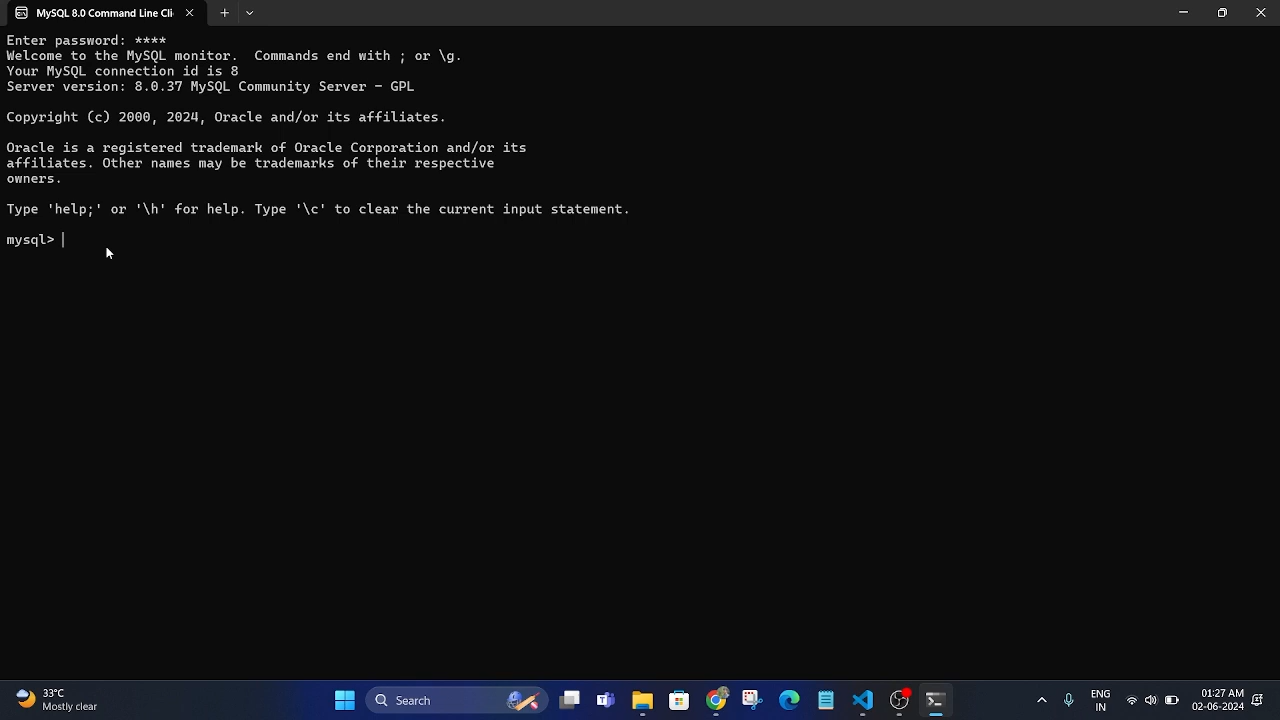 MySQL 8.0 Command Line Cli
Enter password: ****
Welcome to the MySQL monitor.  Commands end with ; or \g.
Your MySQL connection id is 8
Server version: 8.0.37 MySQL Community Server - GPL
Copyright (c) 2000, 2024, Oracle and/or its affiliates.
Oracle is a registered trademark of Oracle Corporation and/or its
affiliates. Other names may be trademarks of their respective
owners.
Type 'help;' or '\h' for help. Type '\c' to clear the current input statement.
mysql>
33°C
Mostly clear
Search
ENG
IN
01:27 AM
02-06-2024